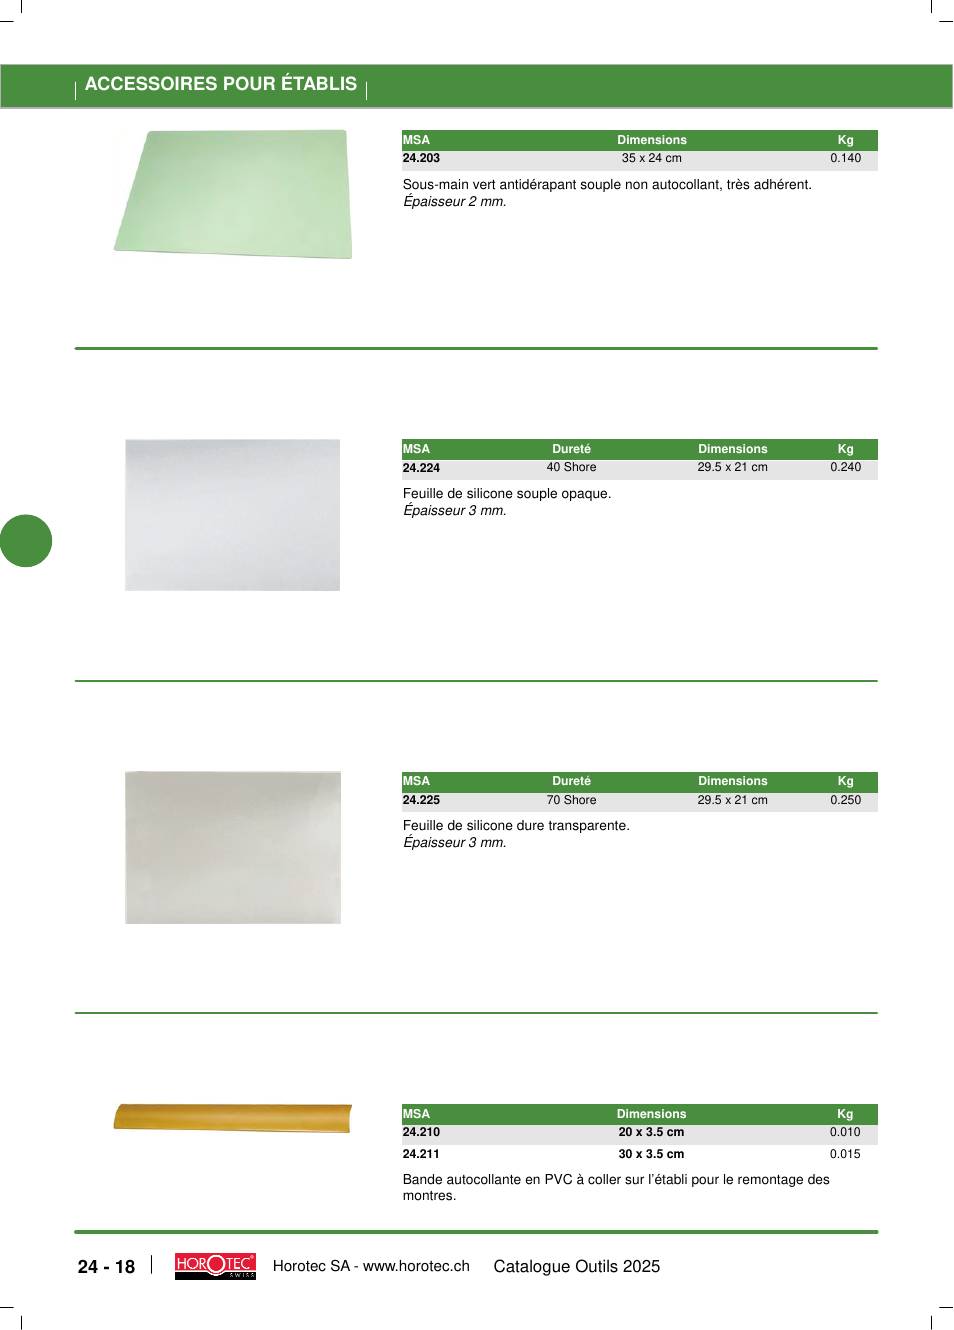 ACCESSOIRES POUR ÉTABLIS
MSA Dimensions Kg
24.203 35 x 24 cm 0.140
Sous-main vert antidérapant souple non autocollant, très adhérent.
Épaisseur 2 mm.
MSA Dureté Dimensions Kg
24.224 40 Shore 29.5 x 21 cm 0.240
Feuille de silicone souple opaque.
Épaisseur 3 mm.
MSA Dureté Dimensions Kg
24.225 70 Shore 29.5 x 21 cm 0.250
Feuille de silicone dure transparente.
Épaisseur 3 mm.
MSA Dimensions Kg
24.210 20 x 3.5 cm 0.010
24.211 30 x 3.5 cm 0.015
Bande autocollante en PVC à coller sur l'établi pour le remontage des
montres.
24 - 18 HOROTEC® SWISS Horotec SA - www.horotec.ch Catalogue Outils 2025